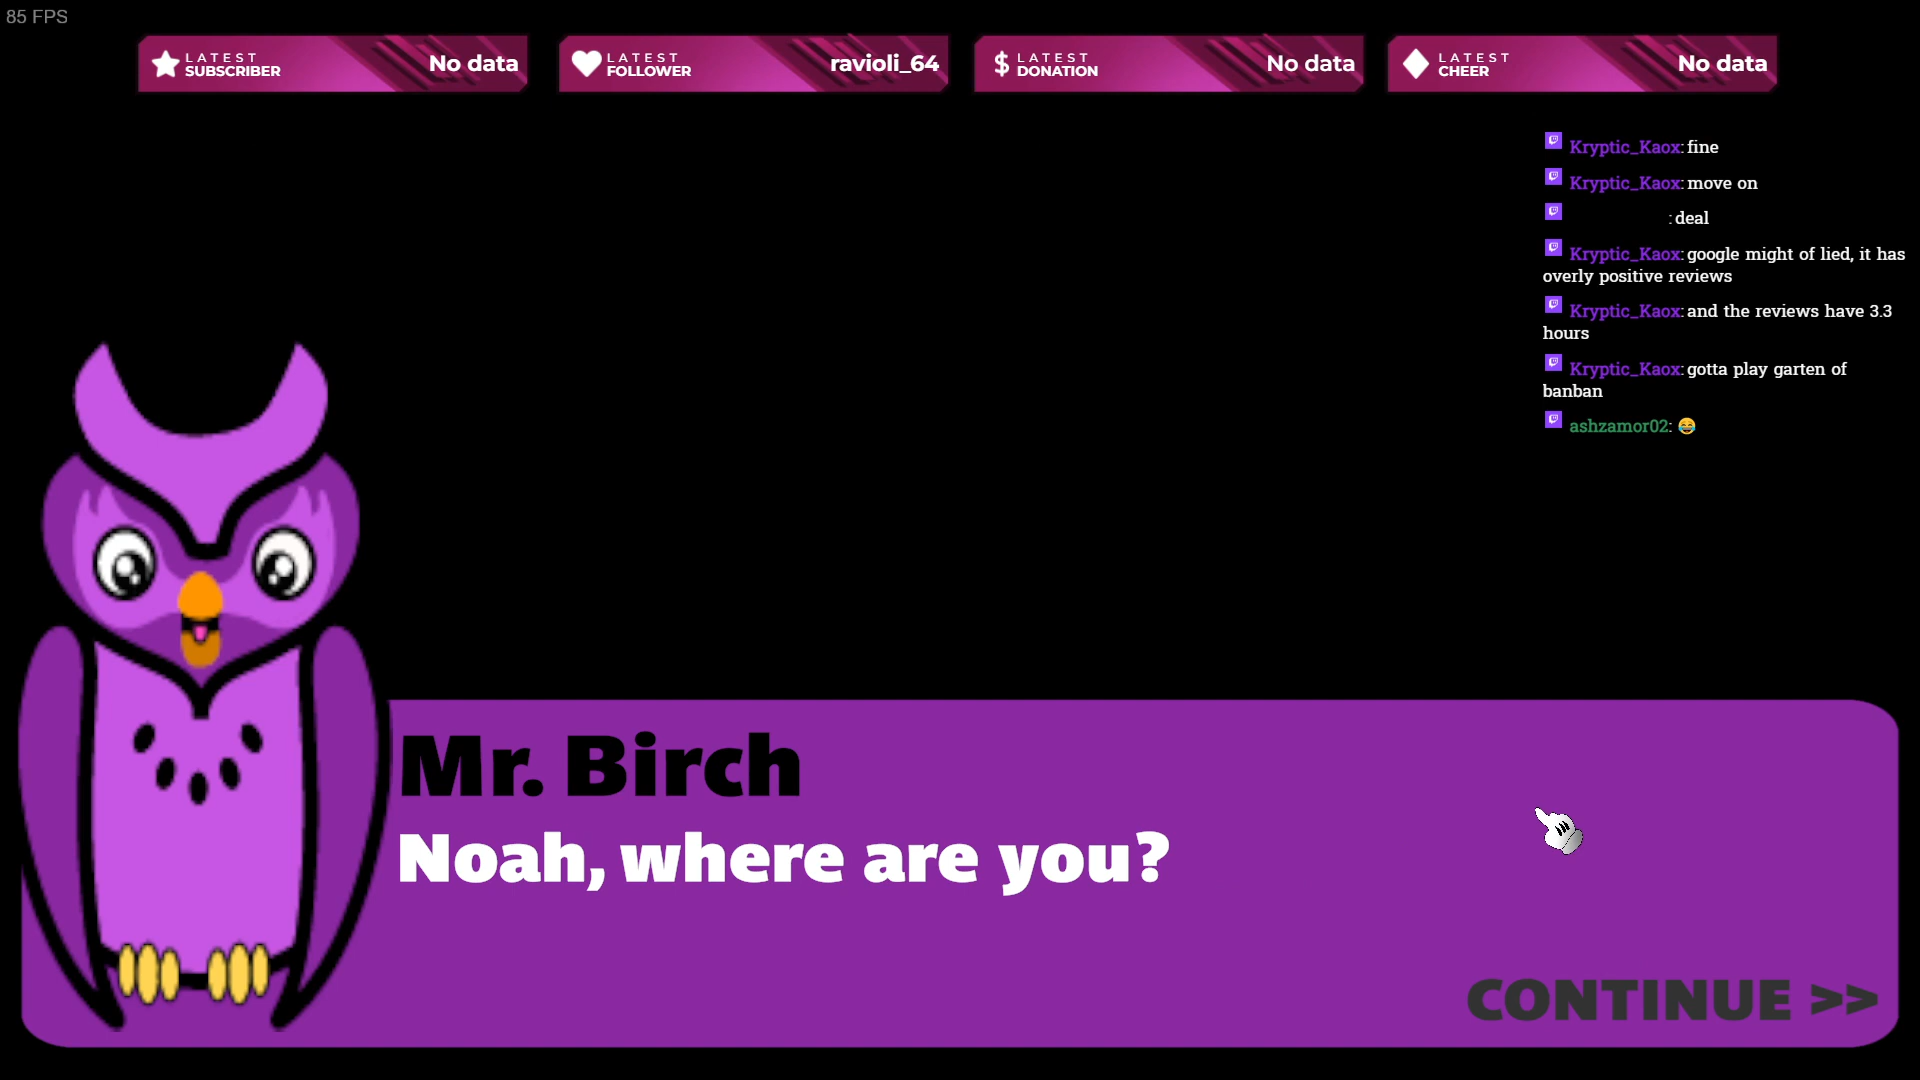 85 FPS
LATEST
SUBSCRIBER
No data
LATEST
FOLLOWER
ravioli_64
$ LATEST
DONATION
No data
LATEST
CHEER
No data
Kryptic_Kaox: fine
Kryptic_Kaox: move on
: deal
Kryptic_Kaox: google might of lied, it has
overly positive reviews
Kryptic_Kaox: and the reviews have 3.3
hours
Kryptic_Kaox: gotta play garten of
banban
ashzamor02: 😂
Mr. Birch
Noah, where are you?
CONTINUE >>